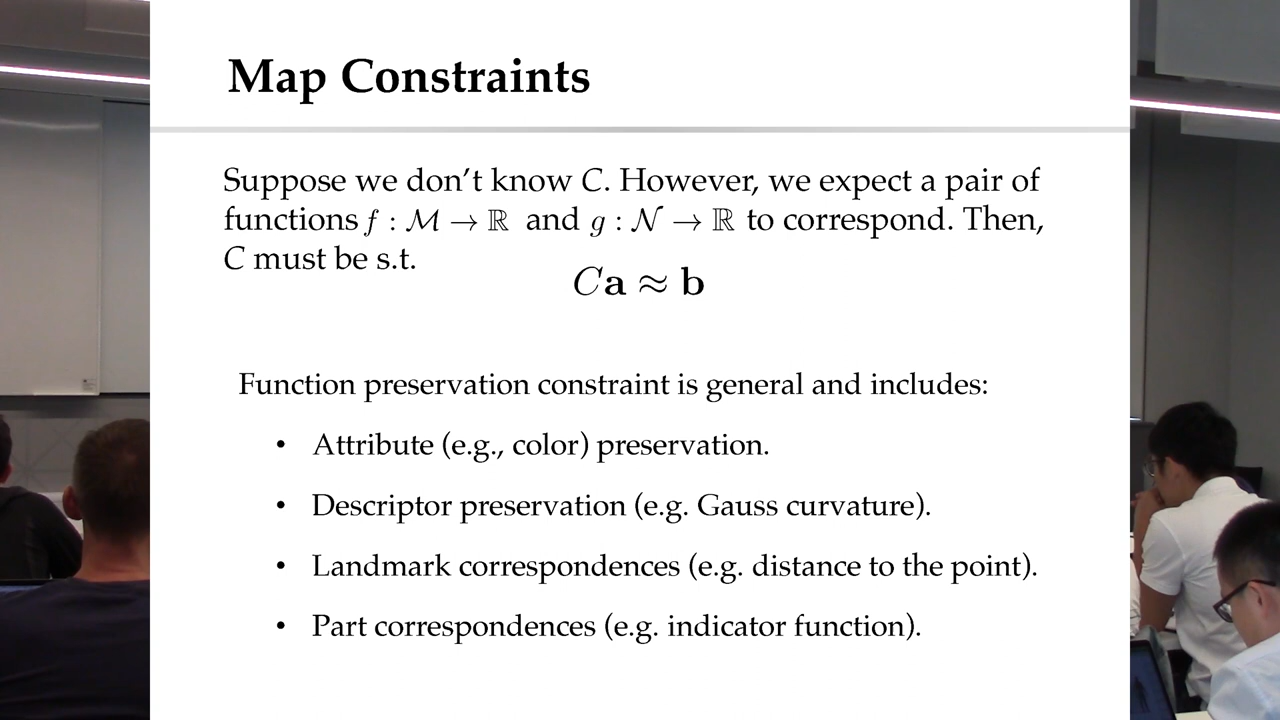 Map Constraints
Suppose we don't know C. However, we expect a pair of
functions f : M → ℝ and g : N → ℝ to correspond. Then,
C must be s.t.
Ca ≈ b
Function preservation constraint is general and includes:
• Attribute (e.g., color) preservation.
• Descriptor preservation (e.g. Gauss curvature).
• Landmark correspondences (e.g. distance to the point).
• Part correspondences (e.g. indicator function).